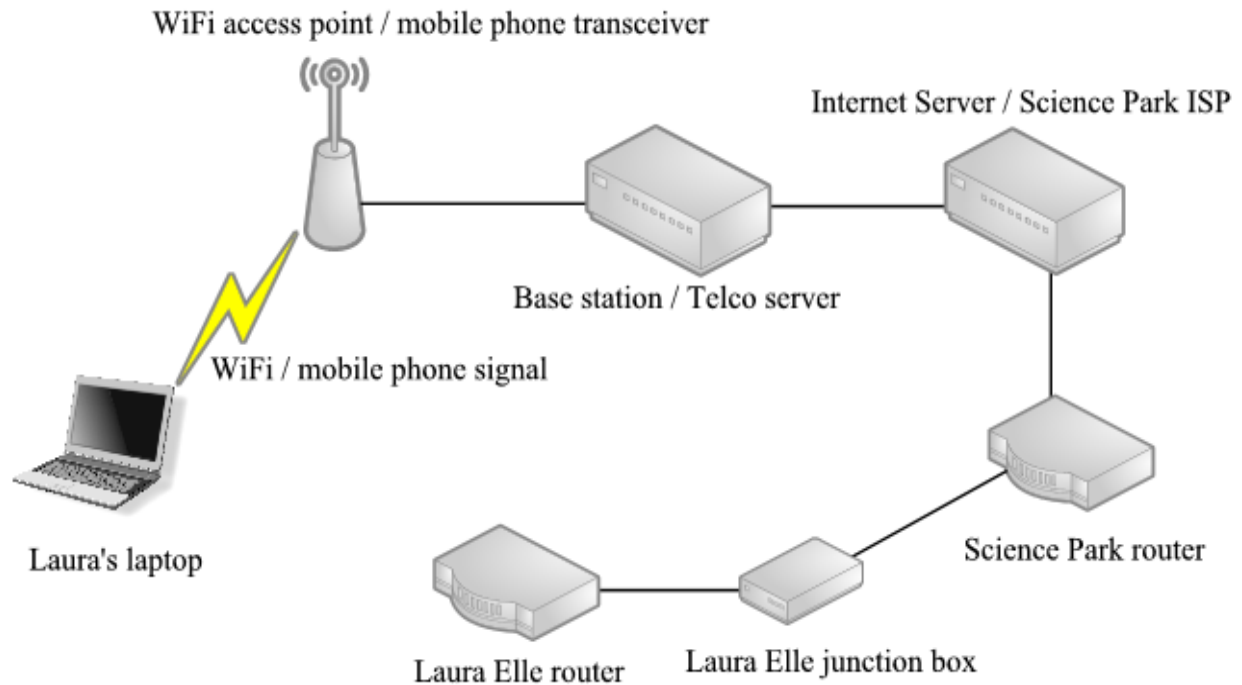 WiFi access point / mobile phone transceiver
Internet Server / Science Park ISP
Base station / Telco server
WiFi / mobile phone signal
Laura's laptop
Science Park router
Laura Elle router
Laura Elle junction box